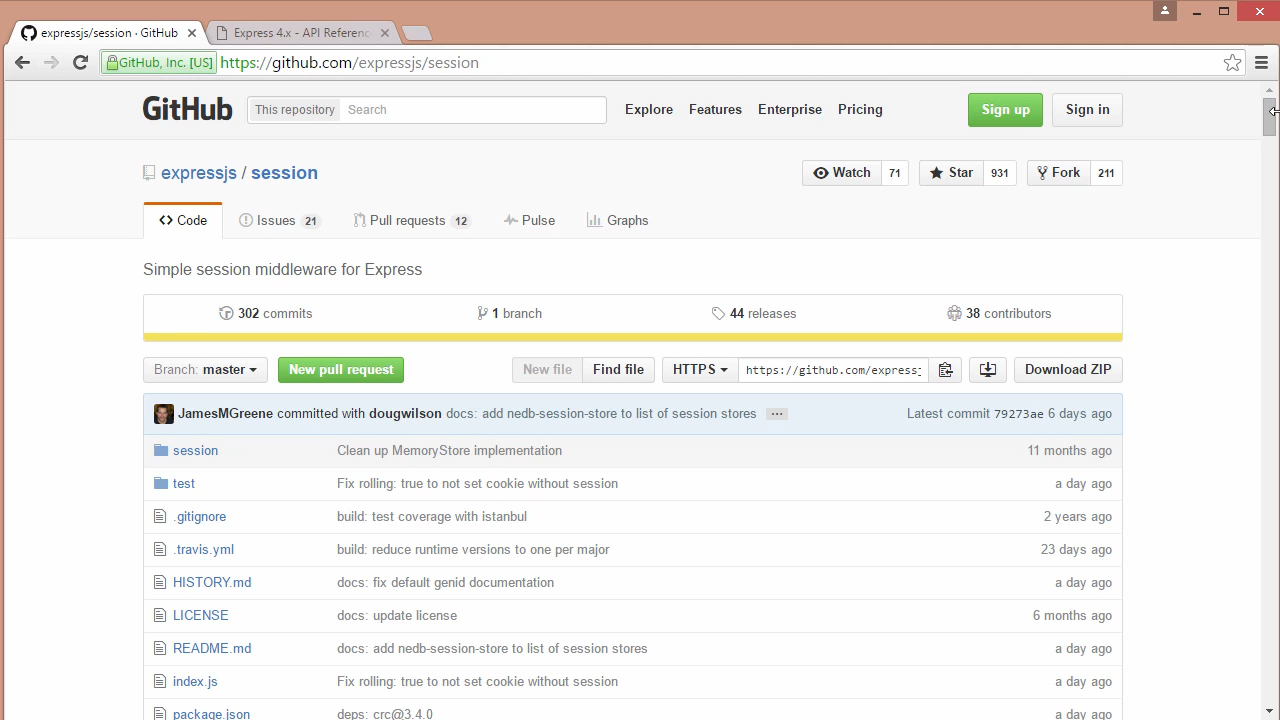 expressjs/session · GitHub
Express 4.x - API Referenc
GitHub, Inc. [US] https://github.com/expressjs/session
GitHub This repository Search Explore Features Enterprise Pricing Sign up Sign in
expressjs / session Watch 71 Star 931 Fork 211
Code Issues 21 Pull requests 12 Pulse Graphs
Simple session middleware for Express
302 commits 1 branch 44 releases 38 contributors
Branch: master New pull request New file Find file HTTPS https://github.com/express Download ZIP
JamesMGreene committed with dougwilson docs: add nedb-session-store to list of session stores ... Latest commit 79273ae 6 days ago
session Clean up MemoryStore implementation 11 months ago
test Fix rolling: true to not set cookie without session a day ago
.gitignore build: test coverage with istanbul 2 years ago
.travis.yml build: reduce runtime versions to one per major 23 days ago
HISTORY.md docs: fix default genid documentation a day ago
LICENSE docs: update license 6 months ago
README.md docs: add nedb-session-store to list of session stores a day ago
index.js Fix rolling: true to not set cookie without session a day ago
package.json deps: crc@3.4.0 a day ago